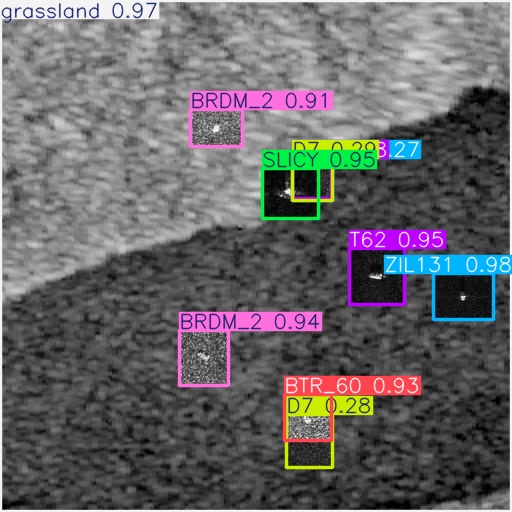 grassland 0.97
BRDM_2 0.91
D7 0.29
.27
SLICY 0.95
T62 0.95
ZIL131 0.98
BRDM_2 0.94
BTR_60 0.93
D7 0.28